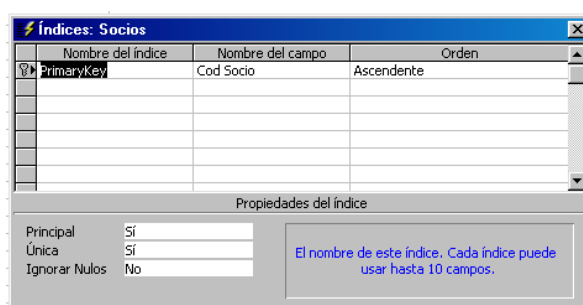 Índices: Socios
Nombre del índice Nombre del campo Orden
PrimaryKey Cod Socio Ascendente
Propiedades del índice
Principal Sí
Única Sí
Ignorar Nulos No
El nombre de este índice. Cada índice puede
usar hasta 10 campos.